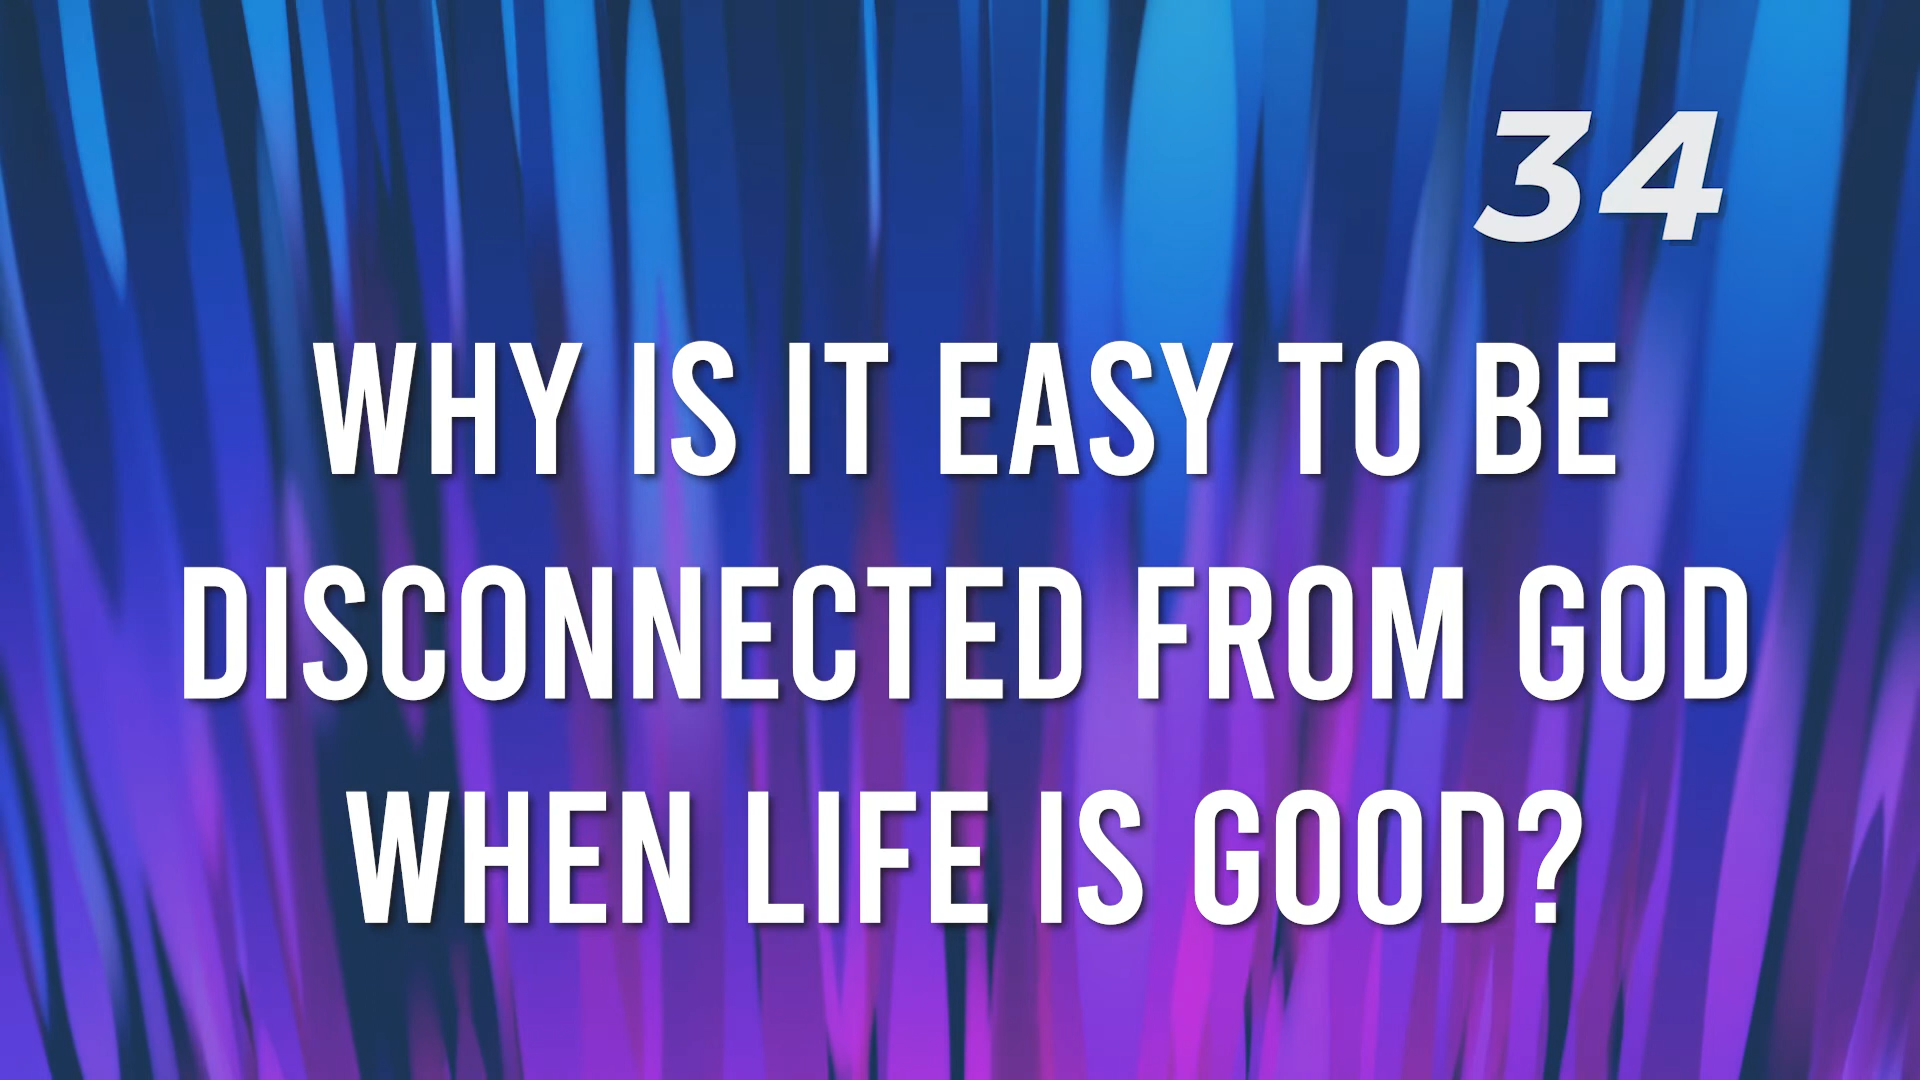 34
WHY IS IT EASY TO BE
DISCONNECTED FROM GOD
WHEN LIFE IS GOOD?